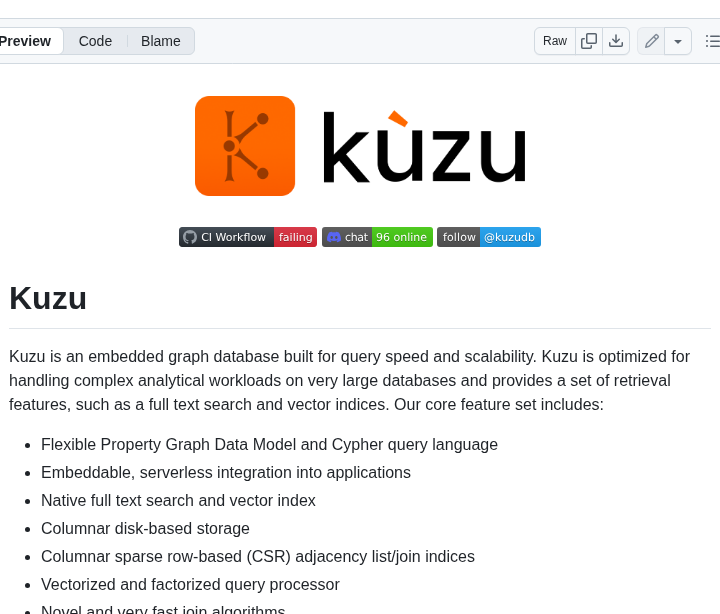 Preview Code Blame Raw
kùzu
CI Workflow failing chat 96 online follow @kuzudb
Kuzu
Kuzu is an embedded graph database built for query speed and scalability. Kuzu is optimized for
handling complex analytical workloads on very large databases and provides a set of retrieval
features, such as a full text search and vector indices. Our core feature set includes:
• Flexible Property Graph Data Model and Cypher query language
• Embeddable, serverless integration into applications
• Native full text search and vector index
• Columnar disk-based storage
• Columnar sparse row-based (CSR) adjacency list/join indices
• Vectorized and factorized query processor
• Novel and very fast join algorithms